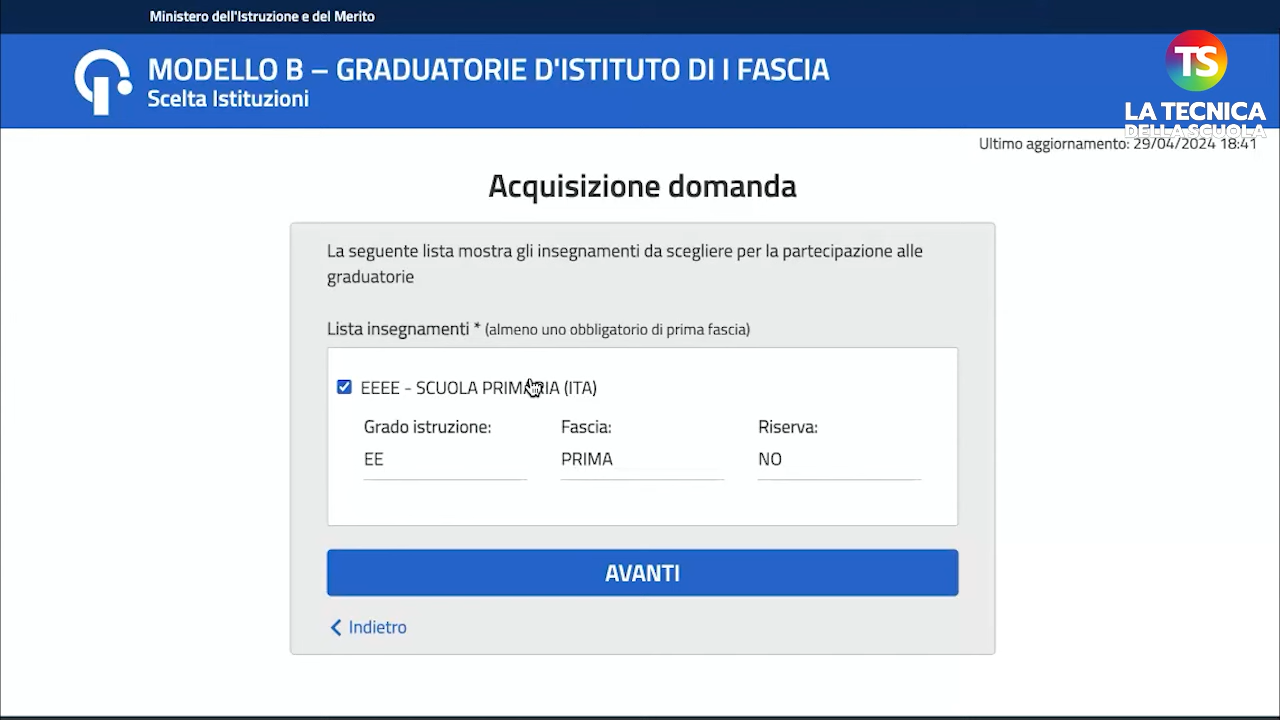 Ministero dell'Istruzione e del Merito
MODELLO B – GRADUATORIE D'ISTITUTO DI I FASCIA
Scelta Istituzioni
TS
LA TECNICA
DELLA SCUOLA
Ultimo aggiornamento: 29/04/2024 18:41
Acquisizione domanda
La seguente lista mostra gli insegnamenti da scegliere per la partecipazione alle
graduatorie
Lista insegnamenti * (almeno uno obbligatorio di prima fascia)
EEEE - SCUOLA PRIMARIA (ITA)
Grado istruzione: Fascia: Riserva:
EE PRIMA NO
AVANTI
Indietro